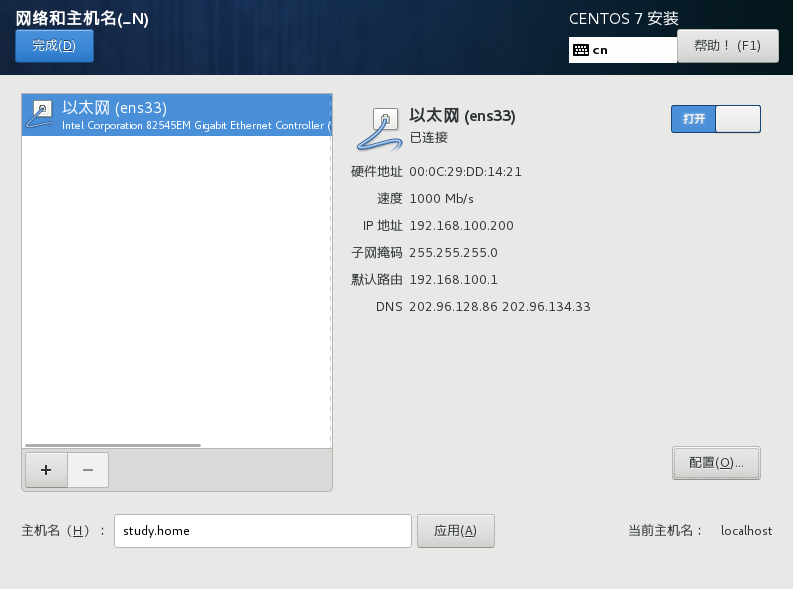 网络和主机名(_N)
CENTOS 7 安装
完成(D)
cn
帮助！ (F1)
以太网 (ens33)
Intel Corporation 82545EM Gigabit Ethernet Controller (
以太网 (ens33)
已连接
打开
硬件地址 00:0C:29:DD:14:21
速度 1000 Mb/s
IP 地址 192.168.100.200
子网掩码 255.255.255.0
默认路由 192.168.100.1
DNS 202.96.128.86 202.96.134.33
+ −
配置(O)...
主机名（H）： study.home 应用(A) 当前主机名： localhost